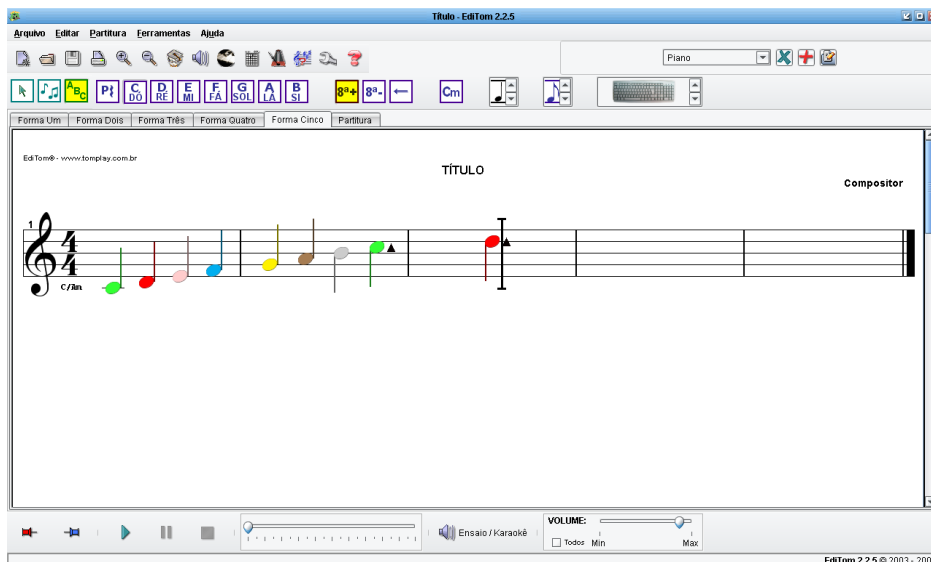 Título - EdiTom 2.2.5
Arquivo Editar Partitura Ferramentas Ajuda
Piano
A B C P C DÓ D RÉ E MI F FÁ G SOL A LÁ B SI 8ª+ 8ª- Cm
Forma Um Forma Dois Forma Três Forma Quatro Forma Cinco Partitura
EdiTom® - www.tomplay.com.br
TÍTULO
Compositor
1
4
4
C/Am
Ensaio / Karaokê
VOLUME:
Todos Min Max
EdiTom 2.2.5 © 2003 - 200